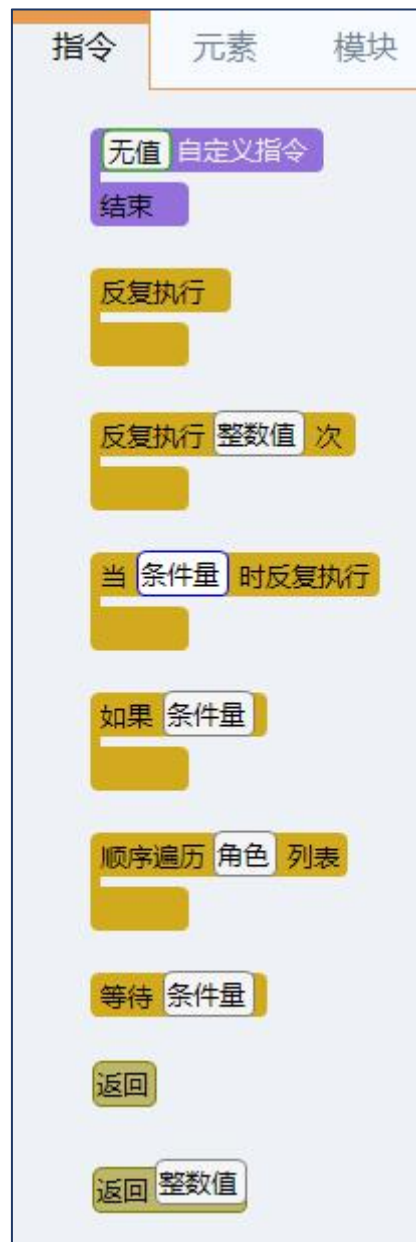 指令 元素 模块
无值 自定义指令
结束
反复执行
反复执行 整数值 次
当 条件量 时反复执行
如果 条件量
顺序遍历 角色 列表
等待 条件量
返回
返回 整数值